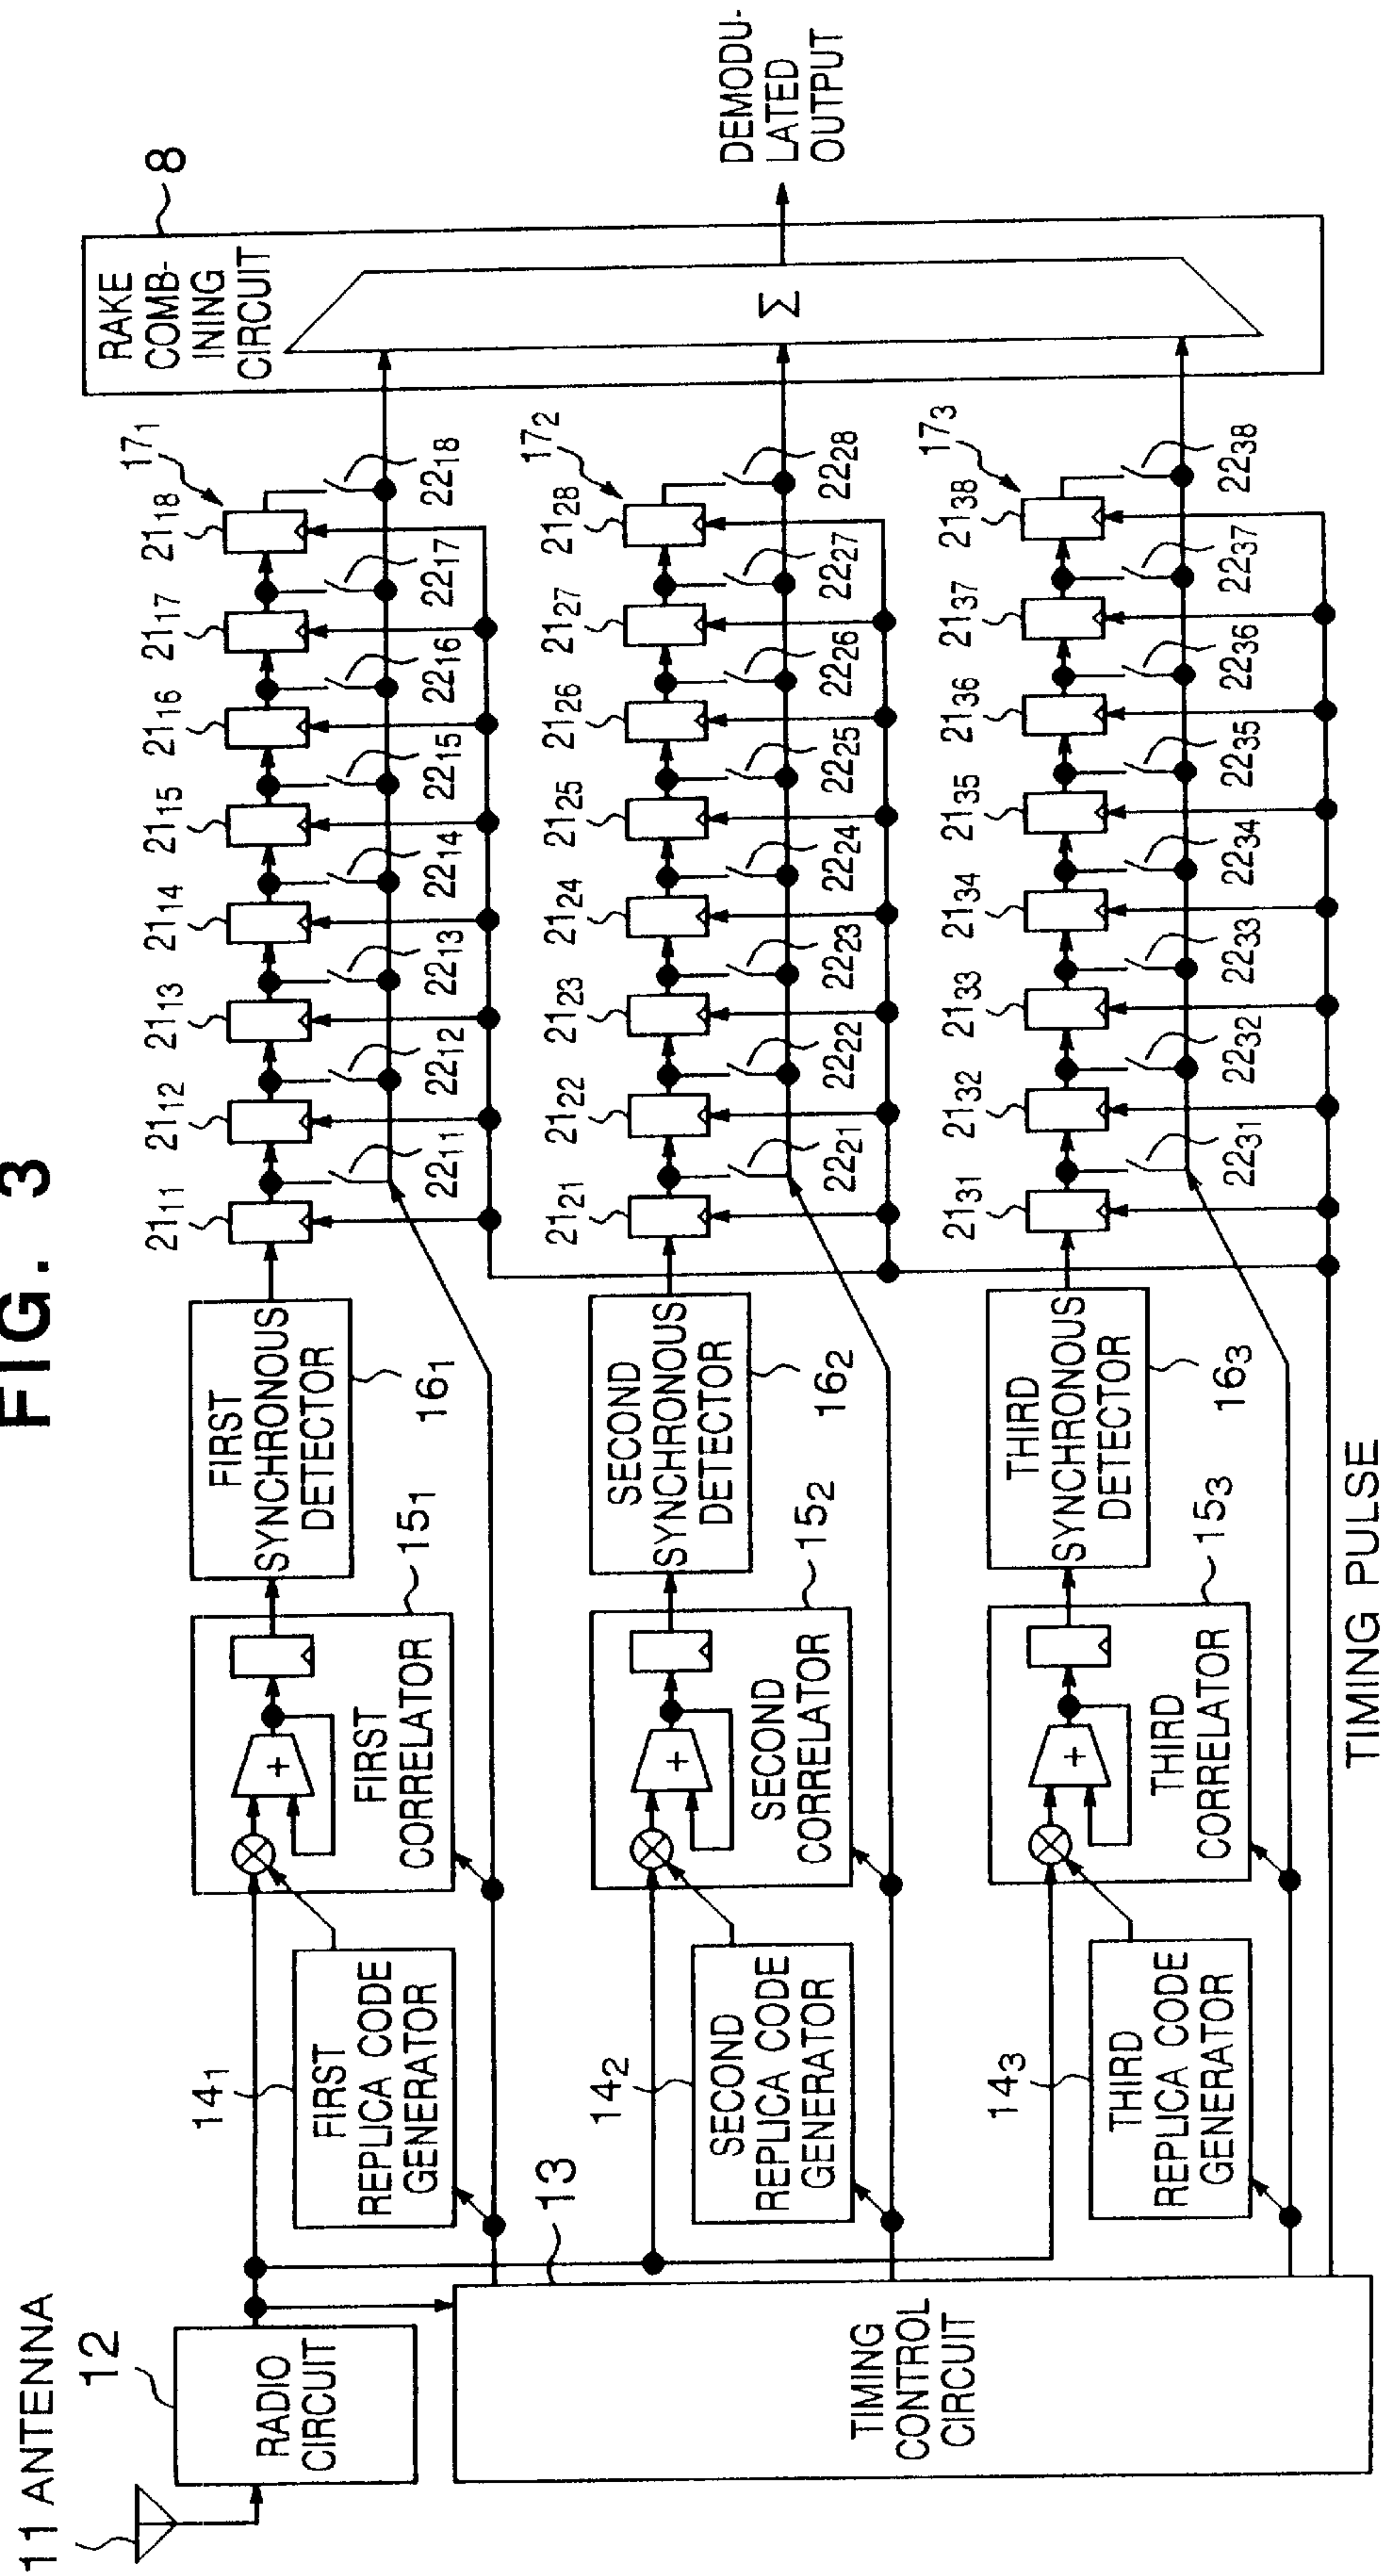 FIG. 3
11 ANTENNA
12
RADIO
CIRCUIT
13
TIMING
CONTROL
CIRCUIT
14₁
FIRST
REPLICA CODE
GENERATOR
FIRST
CORRELATOR
15₁
+
FIRST
SYNCHRONOUS
DETECTOR
16₁
21₁₁
21₁₂
21₁₃
21₁₄
21₁₅
21₁₆
21₁₇
21₁₈
17₁
22₁₁
22₁₂
22₁₃
22₁₄
22₁₅
22₁₆
22₁₇
22₁₈
14₂
SECOND
REPLICA CODE
GENERATOR
SECOND
CORRELATOR
15₂
+
SECOND
SYNCHRONOUS
DETECTOR
16₂
21₂₁
21₂₂
21₂₃
21₂₄
21₂₅
21₂₆
21₂₇
21₂₈
17₂
22₂₁
22₂₂
22₂₃
22₂₄
22₂₅
22₂₆
22₂₇
22₂₈
14₃
THIRD
REPLICA CODE
GENERATOR
THIRD
CORRELATOR
15₃
+
THIRD
SYNCHRONOUS
DETECTOR
16₃
21₃₁
21₃₂
21₃₃
21₃₄
21₃₅
21₃₆
21₃₇
21₃₈
17₃
22₃₁
22₃₂
22₃₃
22₃₄
22₃₅
22₃₆
22₃₇
22₃₈
TIMING PULSE
RAKE
COMB-
INING
CIRCUIT
8
Σ
DEMODU-
LATED
OUTPUT